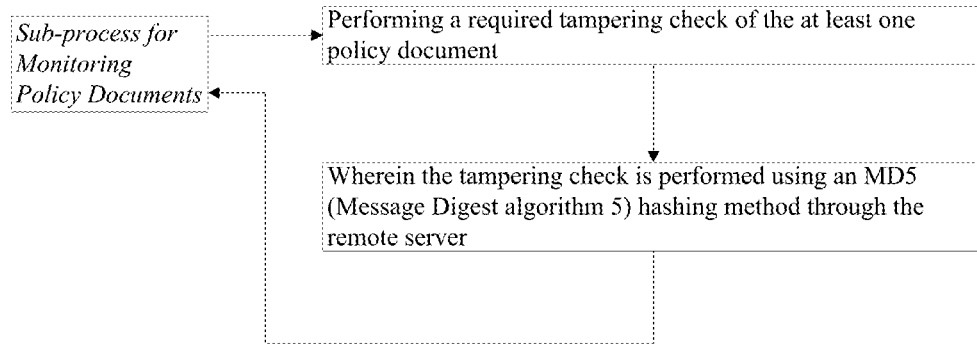 Sub-process for
Monitoring
Policy Documents
Performing a required tampering check of the at least one
policy document
Wherein the tampering check is performed using an MD5
(Message Digest algorithm 5) hashing method through the
remote server